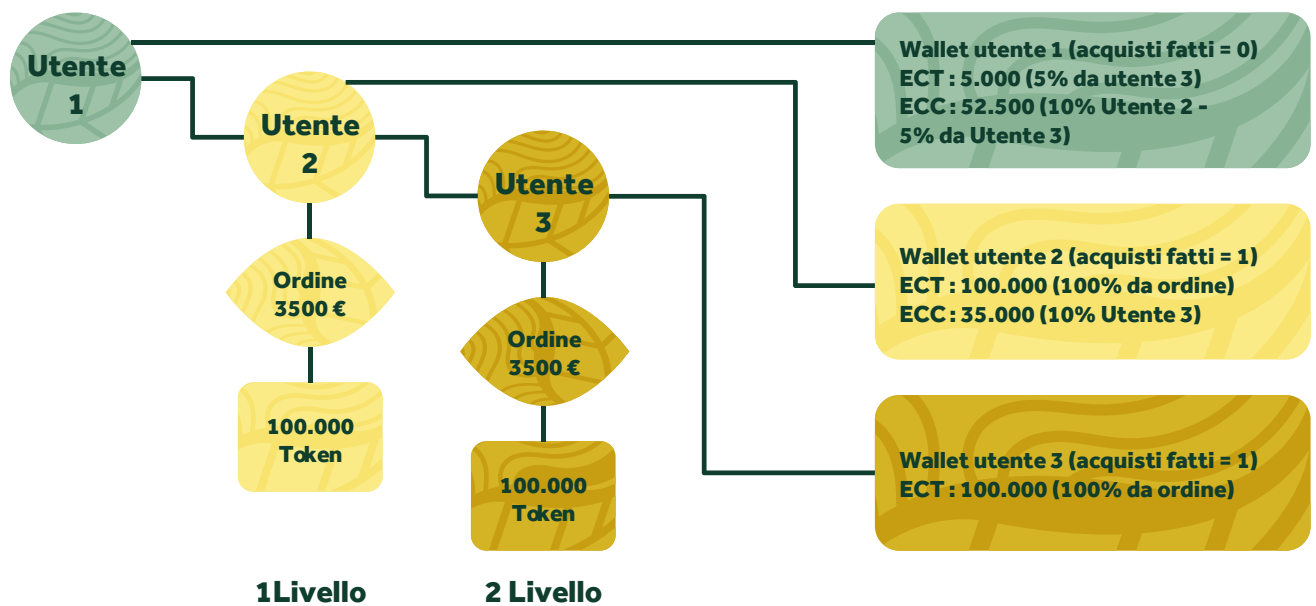 Utente
1
Utente
2
Utente
3
Ordine
3500 €
Ordine
3500 €
100.000
Token
100.000
Token
1Livello
2 Livello
Wallet utente 1 (acquisti fatti = 0)
ECT : 5.000 (5% da utente 3)
ECC : 52.500 (10% Utente 2 -
5% da Utente 3)
Wallet utente 2 (acquisti fatti = 1)
ECT : 100.000 (100% da ordine)
ECC : 35.000 (10% Utente 3)
Wallet utente 3 (acquisti fatti = 1)
ECT : 100.000 (100% da ordine)